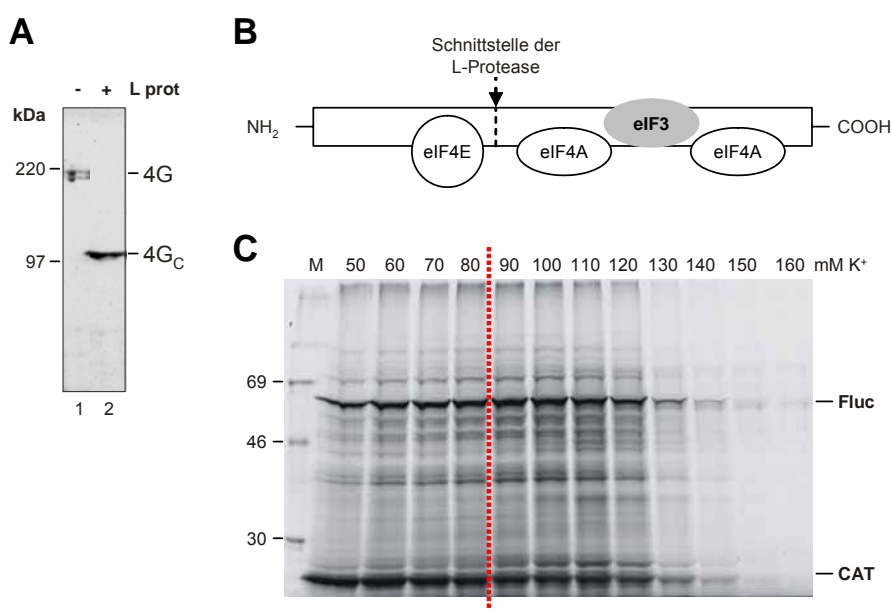 A
- + L prot
kDa
220
4G
97
4G_C
1 2
B
Schnittstelle der
L-Protease
NH₂
eIF4E
eIF4A
eIF3
eIF4A
COOH
C
M 50 60 70 80 90 100 110 120 130 140 150 160 mM K⁺
69
Fluc
46
30
CAT